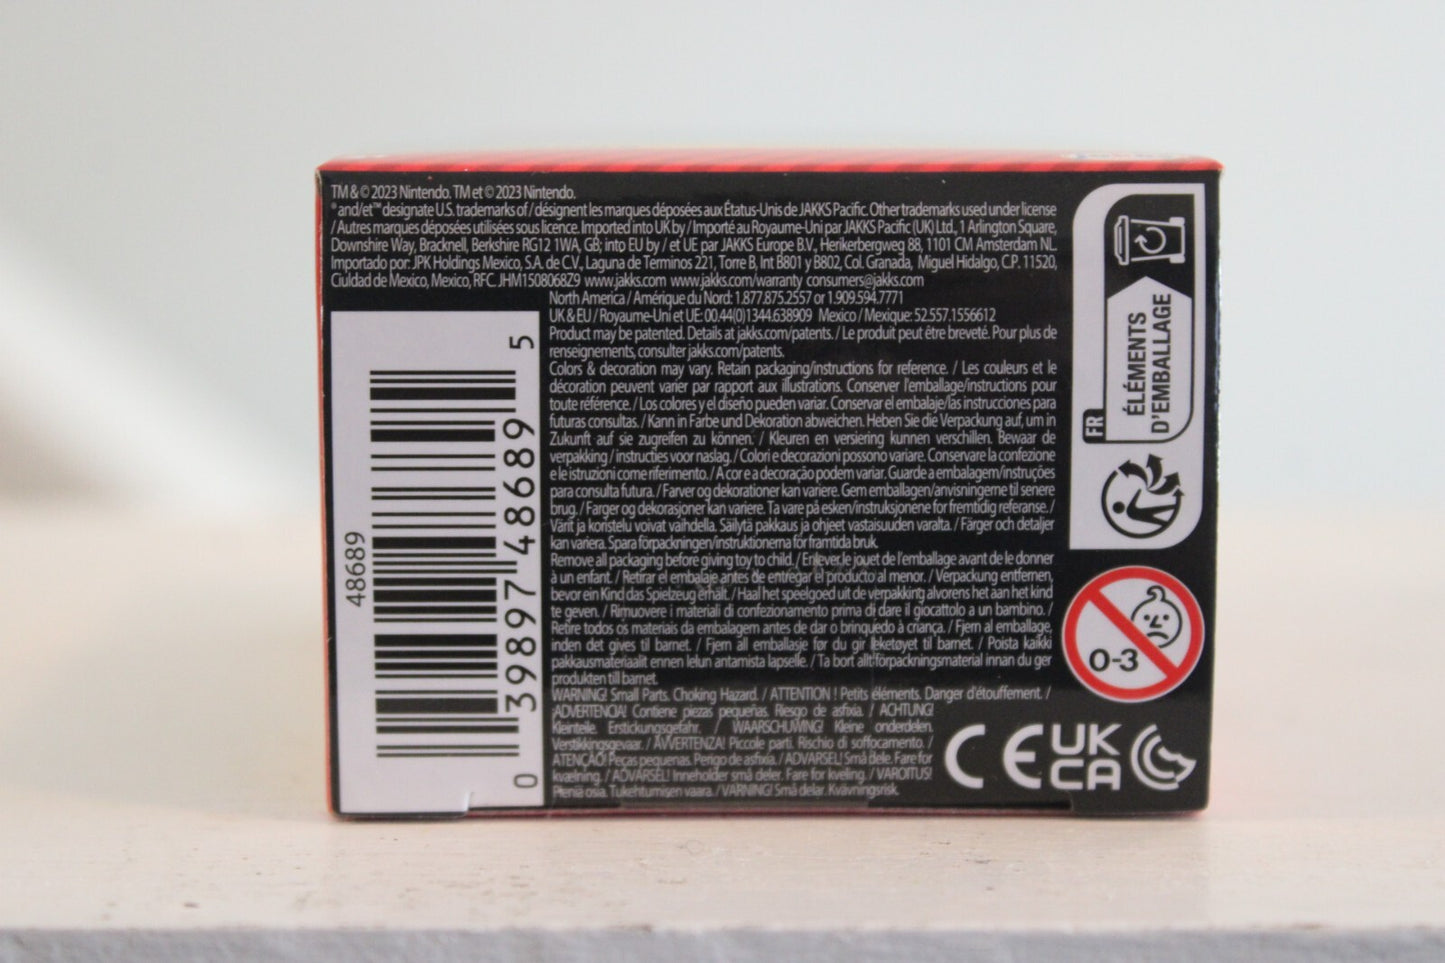 TM & © 2023 Nintendo. TM et © 2023 Nintendo.
® and/et ™ designate U.S. trademarks of / désignent les marques déposées aux États-Unis de JAKKS Pacific. Other trademarks used under license
/ Autres marques déposées utilisées sous licence. Imported into UK by / Importé au Royaume-Uni par JAKKS Pacific (UK) Ltd., 1 Arlington Square,
Downshire Way, Bracknell, Berkshire RG12 1WA, GB; into EU by / et UE par JAKKS Europe B.V., Herikerbergweg 88, 1101 CM Amsterdam NL.
Importado por: JPK Holdings Mexico, S.A. de C.V., Laguna de Terminos 221, Torre B, Int B801 y B802, Col. Granada, Miguel Hidalgo, C.P. 11520,
Ciuldad de Mexico, Mexico, RFC. JHM1508068Z9 www.jakks.com www.jakks.com/warranty consumers@jakks.com
North America / Amérique du Nord: 1.877.875.2557 or 1.909.594.7771
UK & EU / Royaume-Uni et UE: 00.44(0)1344.638909 Mexico / Mexique: 52.557.1556612
Product may be patented. Details at jakks.com/patents. / Le produit peut être breveté. Pour plus de
renseignements, consulter jakks.com/patents.
Colors & decoration may vary. Retain packaging/instructions for reference. / Les couleurs et le
décoration peuvent varier par rapport aux illustrations. Conserver l'emballage/instructions pour
toute référence. / Los colores y el diseño pueden variar. Conservar el embalaje/las instrucciones para
futuras consultas. / Kann in Farbe und Dekoration abweichen. Heben Sie die Verpackung auf, um in
Zukunft auf sie zugreifen zu können. / Kleuren en versiering kunnen verschillen. Bewaar de
verpakking / instructies voor naslag. / Colori e decorazioni possono variare. Conservare la confezione
e le istruzioni come riferimento. / A cor e a decoração podem variar. Guarde a embalagem/instruções
para consulta futura. / Farver og dekorationer kan variere. Gem emballagen/anvisningerne til senere
brug. / Farger og dekorasjoner kan variere. Ta vare på esken/instruksjonene for fremtidig referanse. /
Värit ja koristelu voivat vaihdella. Säilytä pakkaus ja ohjeet vastaisuuden varalta. / Färger och detaljer
kan variera. Spara förpackningen/instruktionerna för framtida bruk.
Remove all packaging before giving toy to child. / Enlever le jouet de l'emballage avant de le donner
à un enfant. / Retirar el embalaje antes de entregar el producto al menor. / Verpackung entfernen,
bevor ein Kind das Spielzeug erhält. / Haal het speelgoed uit de verpakking alvorens het aan het kind
te geven. / Rimuovere i materiali di confezionamento prima di dare il giocattolo a un bambino. /
Retire todos os materiais da embalagem antes de dar o brinquedo à criança. / Fjern al emballage,
inden det gives til barnet. / Fjern all emballasje før du gir leketøyet til barnet. / Poista kaikki
pakkausmateriaalit ennen lelun antamista lapselle. / Ta bort allt förpackningsmaterial innan du ger
produkten till barnet.
WARNING! Small Parts. Choking Hazard. / ATTENTION ! Petits éléments. Danger d'étouffement. /
¡ADVERTENCIA! Contiene piezas pequeñas. Riesgo de asfixia. / ACHTUNG!
Kleinteile. Erstickungsgefahr. / WAARSCHUWING! Kleine onderdelen.
Verstikkingsgevaar. / AVVERTENZA! Piccole parti. Rischio di soffocamento. /
ATENÇÃO! Peças pequenas. Perigo de asfixia. / ADVARSEL! Små dele. Fare for
kvælning. / ADVARSEL! Inneholder små deler. Fare for kveling. / VAROITUS!
Pieniä osia. Tukehtumisen vaara. / VARNING! Små delar. Kvävningsrisk.
48689
0 39897 48689 5
FR
ÉLÉMENTS
D'EMBALLAGE
0-3
CE
UK
CA